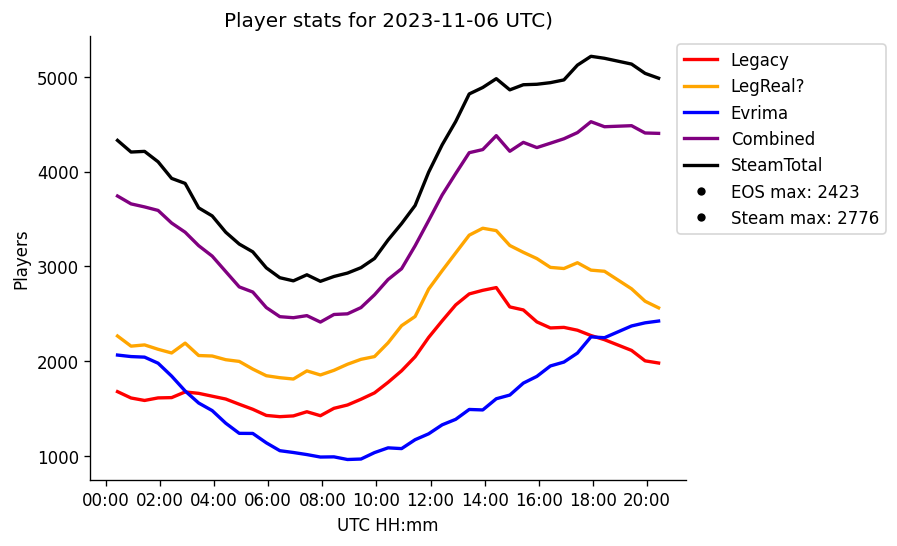 Player stats for 2023-11-06 UTC)
Players
5000
4000
3000
2000
1000
00:00 02:00 04:00 06:00 08:00 10:00 12:00 14:00 16:00 18:00 20:00
UTC HH:mm
Legacy
LegReal?
Evrima
Combined
SteamTotal
EOS max: 2423
Steam max: 2776